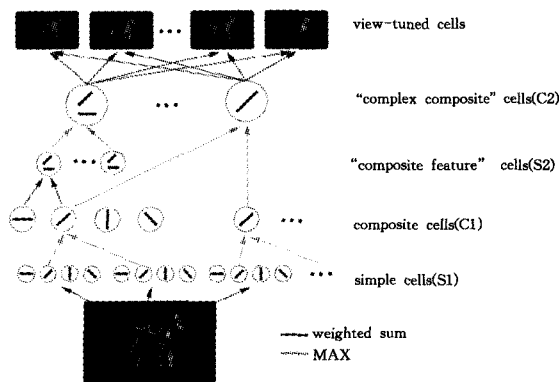 view-tuned cells
“complex composite” cells(C2)
“composite feature” cells(S2)
composite cells(C1)
simple cells(S1)
weighted sum
MAX